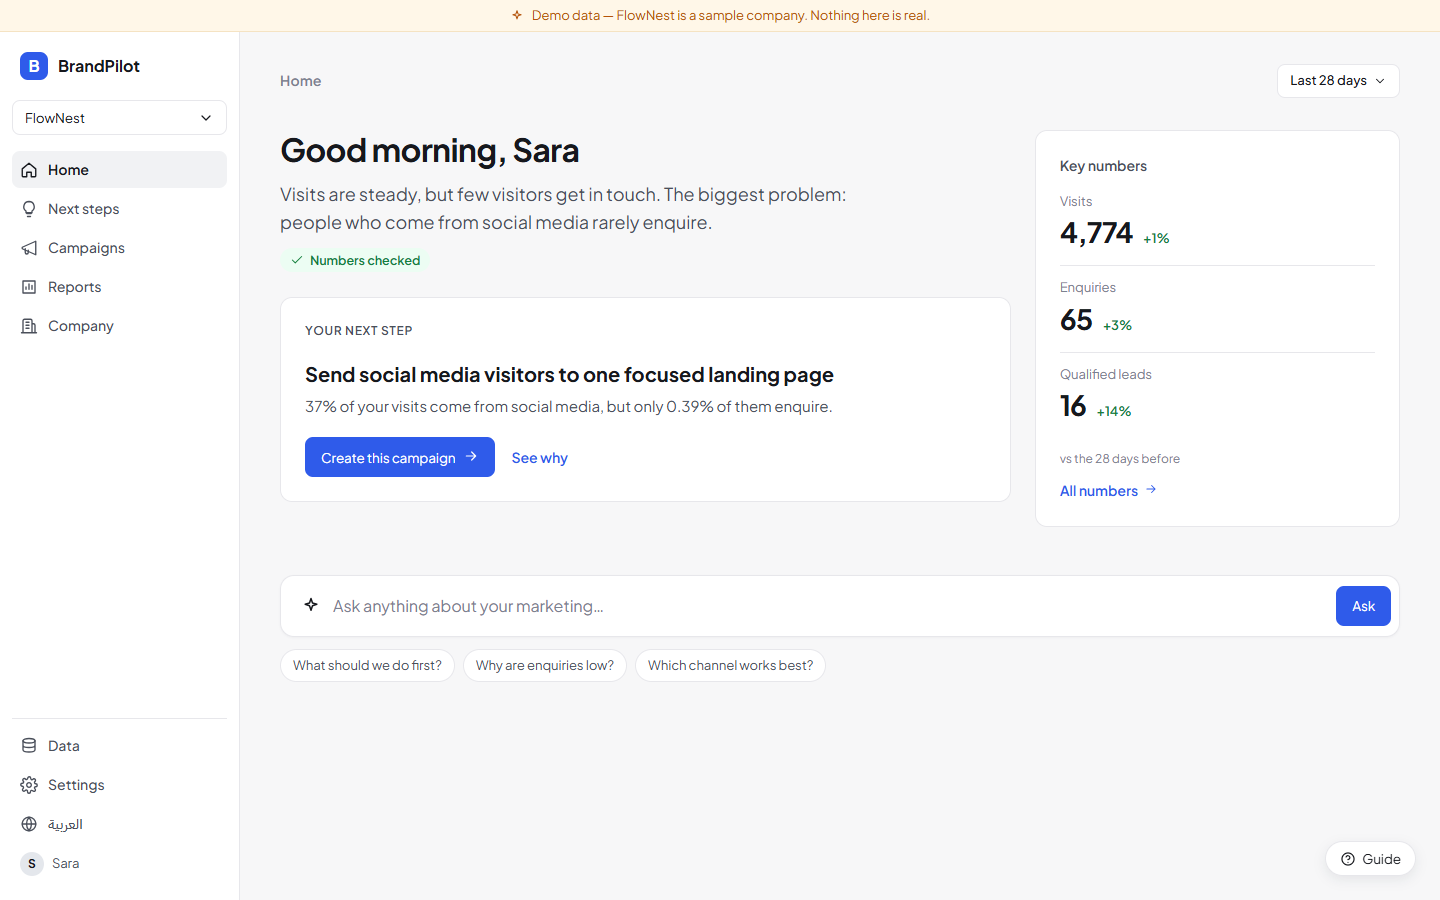 Demo data — FlowNest is a sample company. Nothing here is real.
B BrandPilot
FlowNest
Home
Next steps
Campaigns
Reports
Company
Data
Settings
العربية
S Sara
Home
Last 28 days
Good morning, Sara
Visits are steady, but few visitors get in touch. The biggest problem:
people who come from social media rarely enquire.
Numbers checked
YOUR NEXT STEP
Send social media visitors to one focused landing page
37% of your visits come from social media, but only 0.39% of them enquire.
Create this campaign
See why
Key numbers
Visits
4,774 +1%
Enquiries
65 +3%
Qualified leads
16 +14%
vs the 28 days before
All numbers
Ask anything about your marketing…
Ask
What should we do first?
Why are enquiries low?
Which channel works best?
Guide